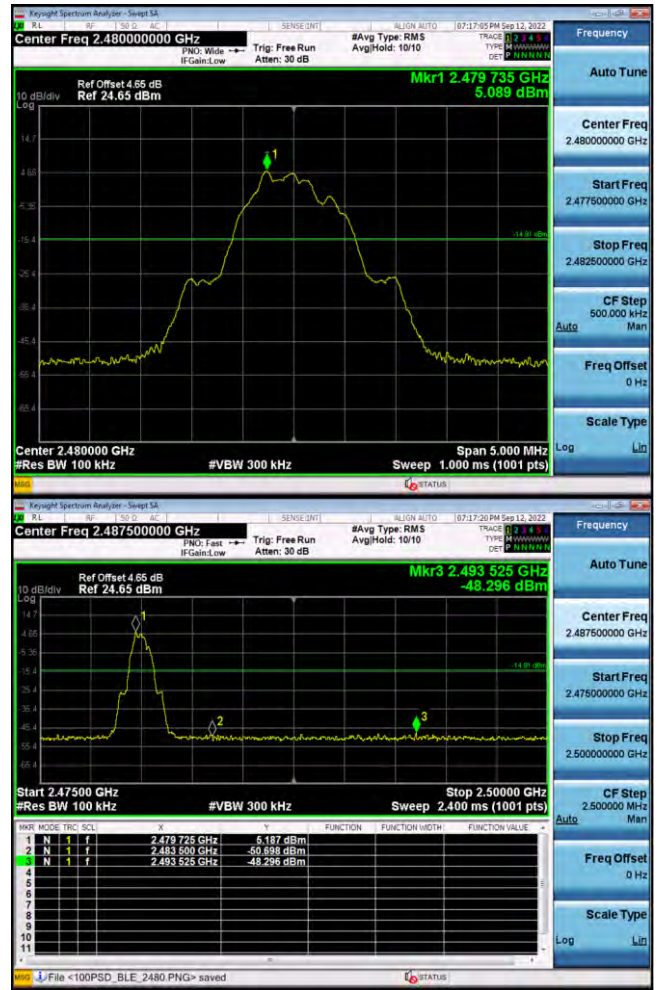 Keysight Spectrum Analyzer - Swept SA
RL RF 50 Ω AC SENSE:INT ALIGN AUTO 07:17:05 PM Sep 12, 2022
Center Freq 2.480000000 GHz #Avg Type: RMS TRACE 1 2 3 4 5 6
PNO: Wide Trig: Free Run Avg|Hold: 10/10 TYPE M WWWWW
IFGain:Low Atten: 30 dB DET P N N N N N
Ref Offset 4.65 dB Mkr1 2.479 735 GHz
10 dB/div Ref 24.65 dBm 5.089 dBm
Log
14.7
4.65
-5.35
-15.4
-14.91 dBm
-25.4
-35.4
-45.4
-55.4
-65.4
1
Center 2.480000 GHz Span 5.000 MHz
#Res BW 100 kHz #VBW 300 kHz Sweep 1.000 ms (1001 pts)
MSG STATUS
Frequency
Auto Tune
Center Freq
2.480000000 GHz
Start Freq
2.477500000 GHz
Stop Freq
2.482500000 GHz
CF Step
500.000 kHz
Auto Man
Freq Offset
0 Hz
Scale Type
Log Lin
Keysight Spectrum Analyzer - Swept SA
RL RF 50 Ω AC SENSE:INT ALIGN AUTO 07:17:20 PM Sep 12, 2022
Center Freq 2.487500000 GHz #Avg Type: RMS TRACE 1 2 3 4 5 6
PNO: Fast Trig: Free Run Avg|Hold: 10/10 TYPE M WWWWW
IFGain:Low Atten: 30 dB DET P N N N N N
Ref Offset 4.65 dB Mkr3 2.493 525 GHz
10 dB/div Ref 24.65 dBm -48.296 dBm
Log
14.7
4.65
-5.35
-15.4
-14.91 dBm
-25.4
-35.4
-45.4
-55.4
-65.4
1
2
3
Start 2.47500 GHz Stop 2.50000 GHz
#Res BW 100 kHz #VBW 300 kHz Sweep 2.400 ms (1001 pts)
MKR MODE TRC SCL X Y FUNCTION FUNCTION WIDTH FUNCTION VALUE
1 N 1 f 2.479 725 GHz 5.187 dBm
2 N 1 f 2.483 500 GHz -50.698 dBm
3 N 1 f 2.493 525 GHz -48.296 dBm
4
5
6
7
8
9
10
11
MSG File <100PSD_BLE_2480.PNG> saved STATUS
Frequency
Auto Tune
Center Freq
2.487500000 GHz
Start Freq
2.475000000 GHz
Stop Freq
2.500000000 GHz
CF Step
2.500000 MHz
Auto Man
Freq Offset
0 Hz
Scale Type
Log Lin